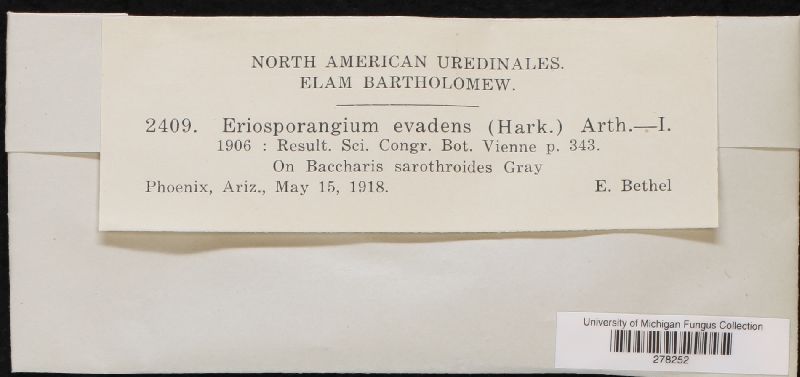 NORTH AMERICAN UREDINALES.
ELAM BARTHOLOMEW.
2409. Eriosporangium evadens (Hark.) Arth.—I.
1906 : Result. Sci. Congr. Bot. Vienne p. 343.
On Baccharis sarothroides Gray
Phoenix, Ariz., May 15, 1918. E. Bethel
University of Michigan Fungus Collection
278252